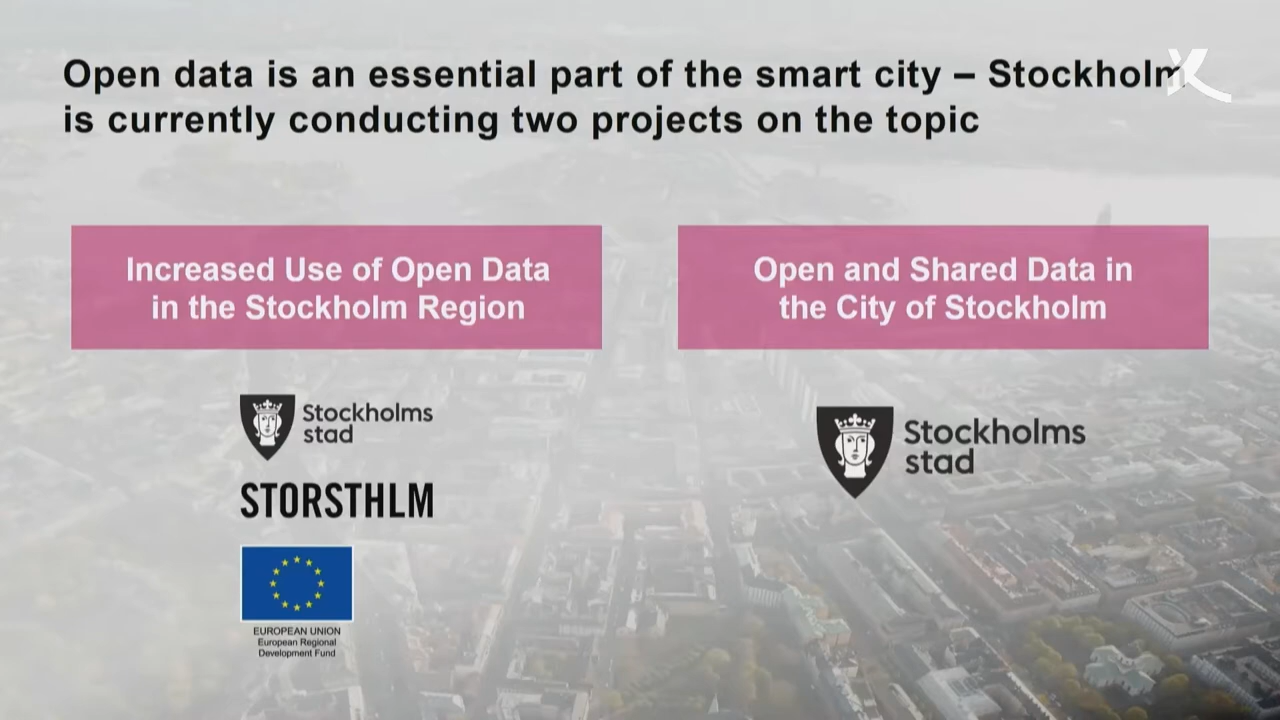 Open data is an essential part of the smart city – Stockholm
is currently conducting two projects on the topic
Increased Use of Open Data
in the Stockholm Region
Stockholms
stad
STORSTHLM
EUROPEAN UNION
European Regional
Development Fund
Open and Shared Data in
the City of Stockholm
Stockholms
stad